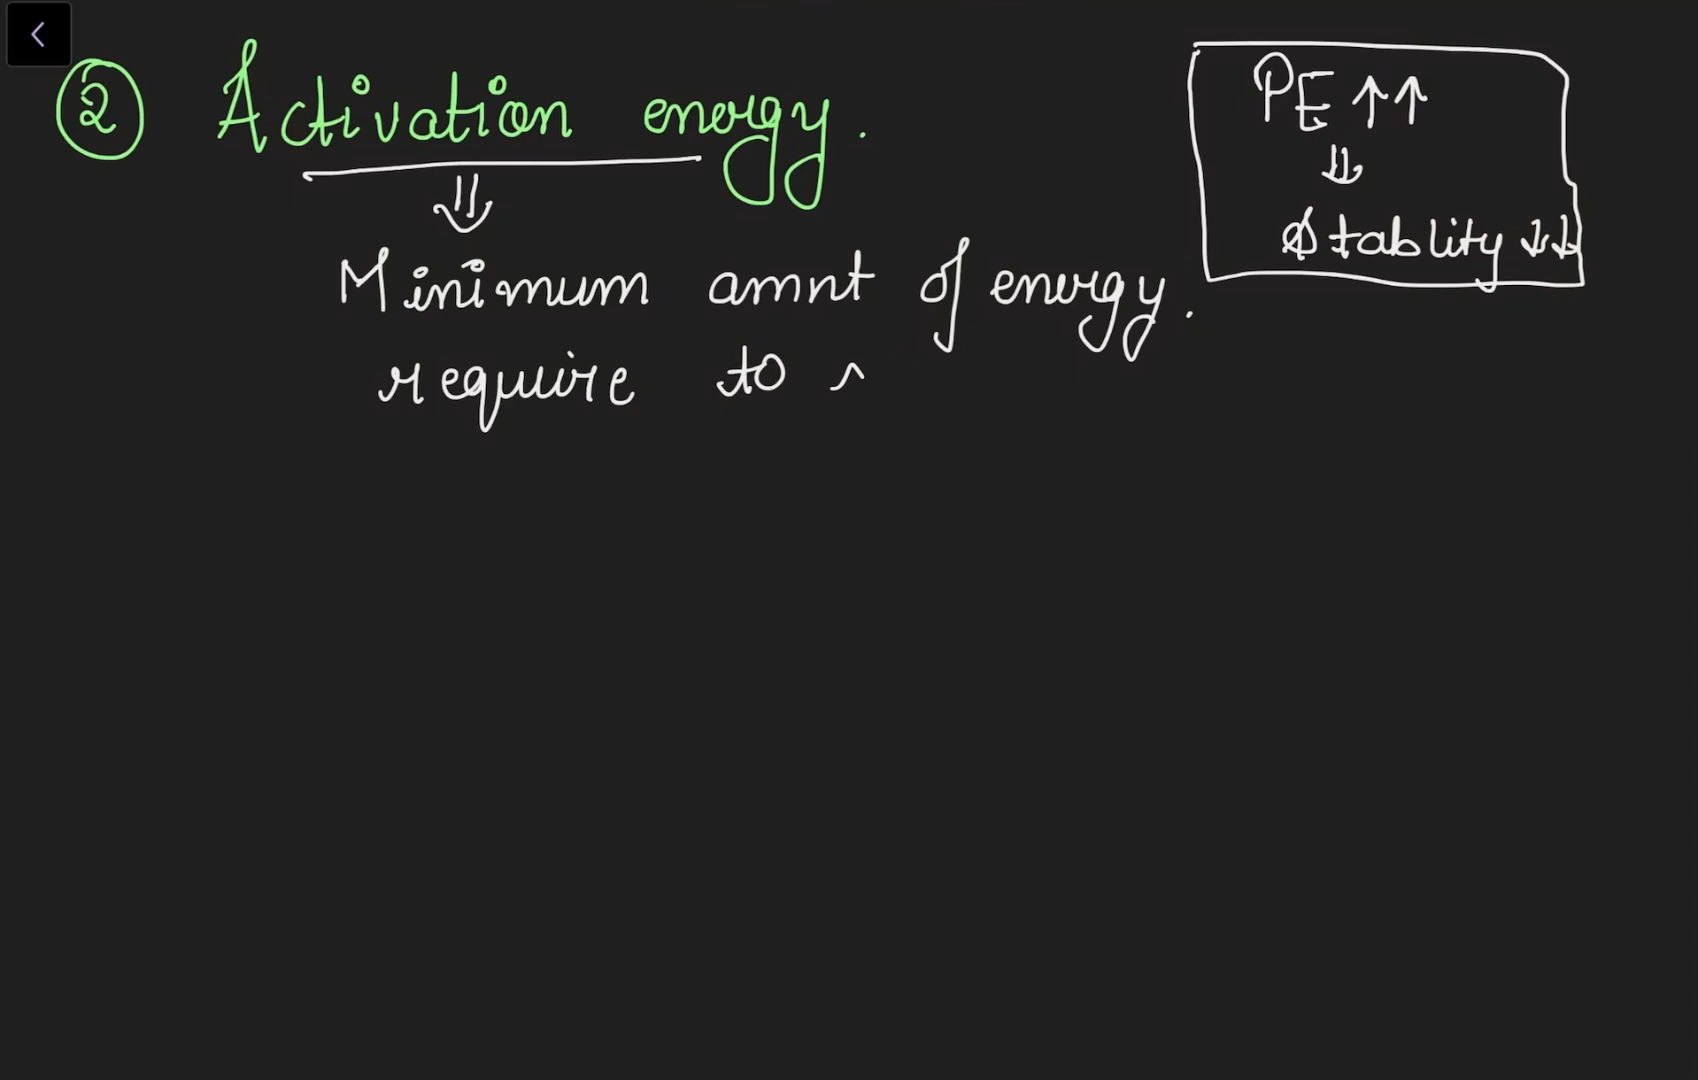 2 Activation energy.
⇓
Minimum amnt of energy.
require to
PE ↑↑
⇓
Stablity ↓↓